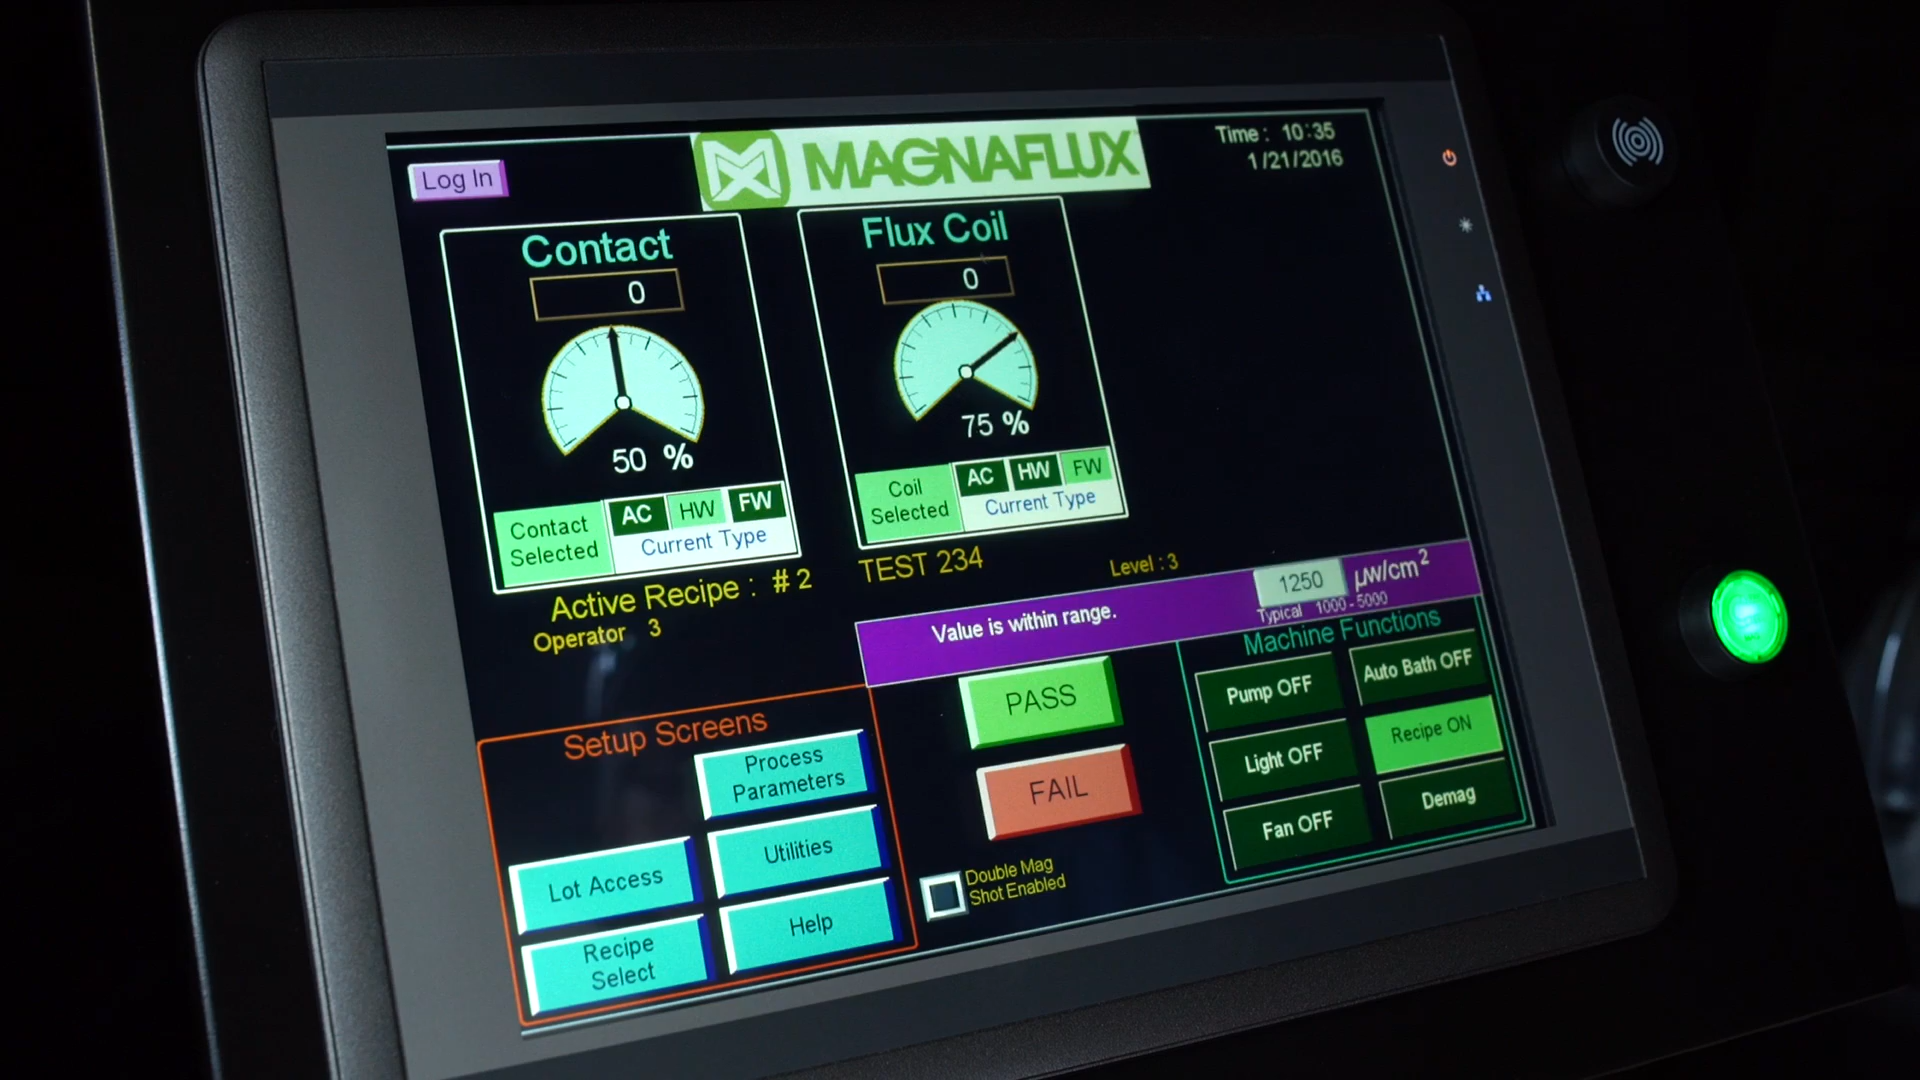 Log In
MAGNAFLUX
Time : 10:35
1/21/2016
Contact
0
50 %
Contact
Selected
AC HW FW
Current Type
Flux Coil
0
75 %
Coil
Selected
AC HW FW
Current Type
Active Recipe : # 2
TEST 234
Level : 3
Operator 3
Value is within range.
1250 µw/cm²
Typical 1000 - 5000
Setup Screens
Process
Parameters
Lot Access
Utilities
Recipe
Select
Help
PASS
FAIL
Double Mag
Shot Enabled
Machine Functions
Pump OFF
Auto Bath OFF
Light OFF
Recipe ON
Fan OFF
Demag